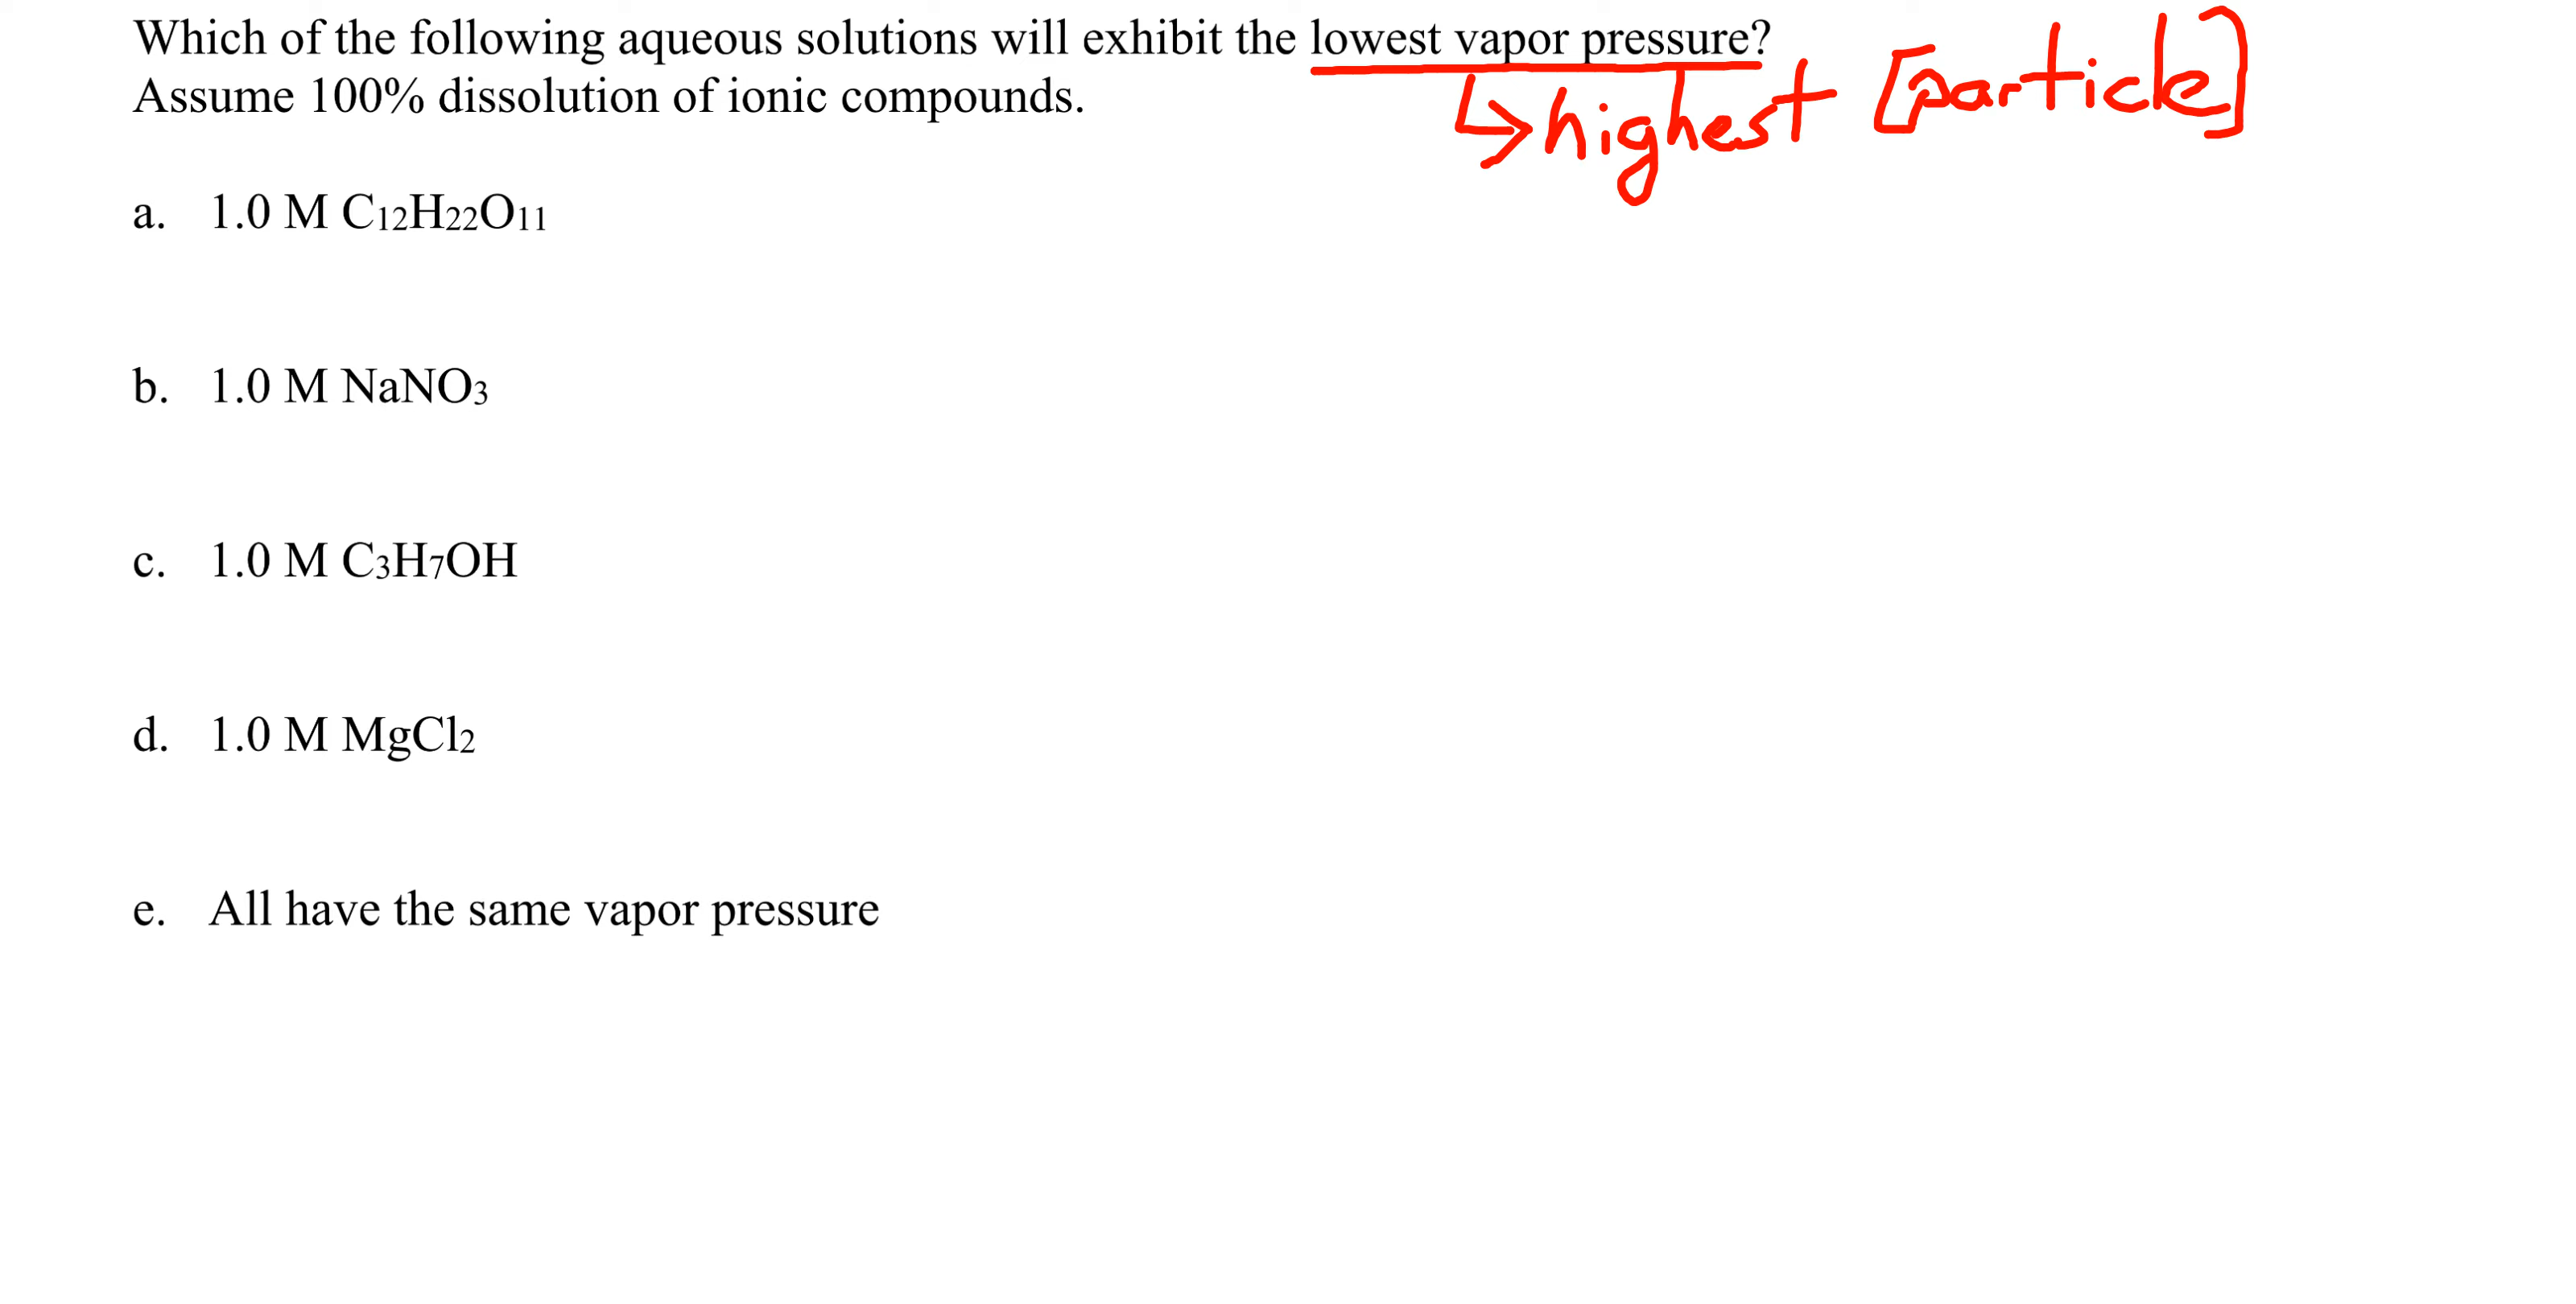 Which of the following aqueous solutions will exhibit the lowest vapor pressure?
Assume 100% dissolution of ionic compounds.
↳ highest [particle]
a. 1.0 M C₁₂H₂₂O₁₁
b. 1.0 M NaNO₃
c. 1.0 M C₃H₇OH
d. 1.0 M MgCl₂
e. All have the same vapor pressure